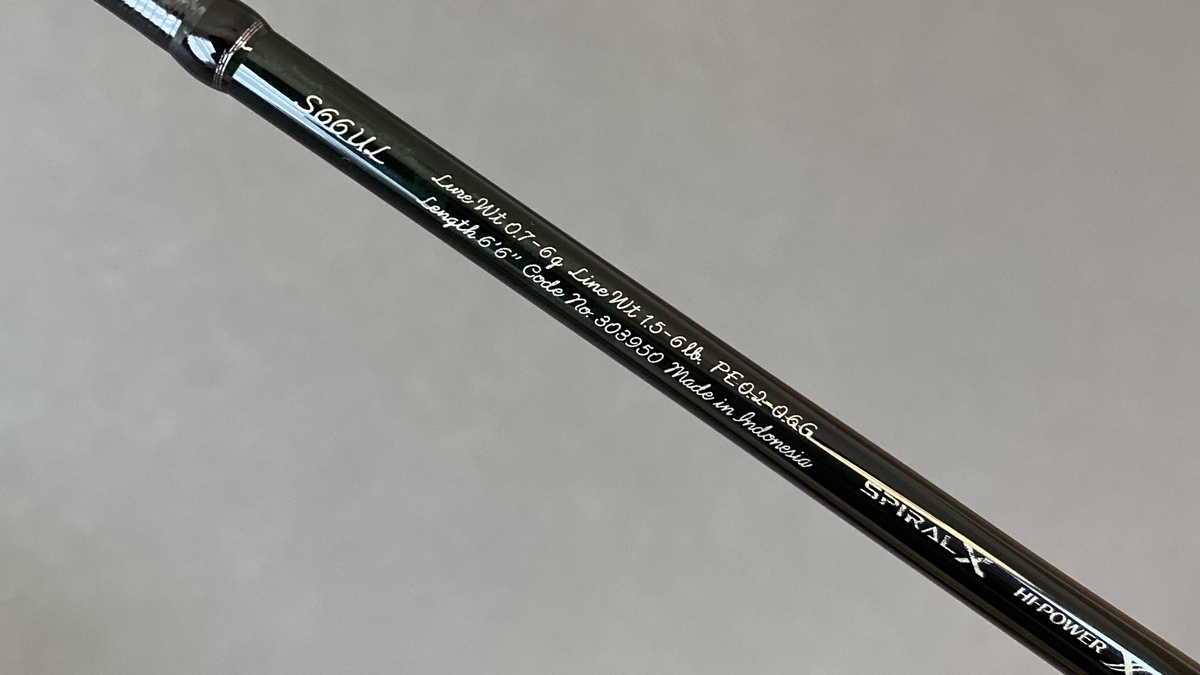 S66UL
Lure Wt 0.7-6g Line Wt 1.5-6lb. PE0.2-0.6G
Length 6'6" Code No. 303950 Made in Indonesia
SPIRAL X
HI-POWER X